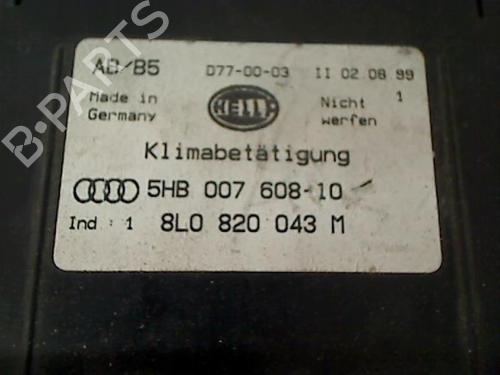 AB/B5 D77-00-03 II 02.08 99
Made in Germany HELLA Nicht werfen 1
Klimabetätigung
5HB 007 608-10
Ind : 1 8L0 820 043 M
B-PARTS